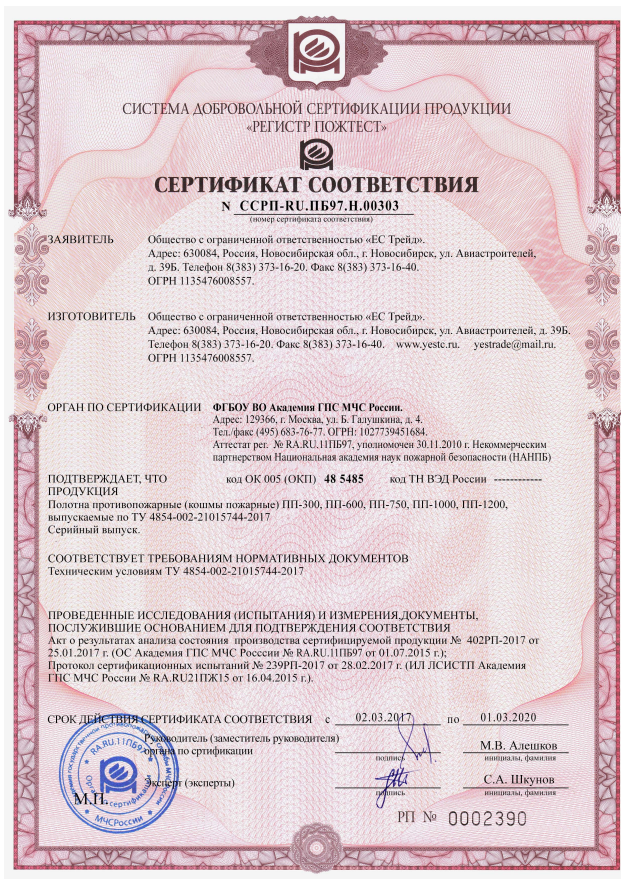 СИСТЕМА ДОБРОВОЛЬНОЙ СЕРТИФИКАЦИИ ПРОДУКЦИИ
«РЕГИСТР ПОЖТЕСТ»
СЕРТИФИКАТ СООТВЕТСТВИЯ
N ССРП-RU.ПБ97.Н.00303
(номер сертификата соответствия)
ЗАЯВИТЕЛЬ Общество с ограниченной ответственностью «ЕС Трейд».
Адрес: 630084, Россия, Новосибирская обл., г. Новосибирск, ул. Авиастроителей,
д. 39Б. Телефон 8(383) 373-16-20. Факс 8(383) 373-16-40.
ОГРН 1135476008557.
ИЗГОТОВИТЕЛЬ Общество с ограниченной ответственностью «ЕС Трейд».
Адрес: 630084, Россия, Новосибирская обл., г. Новосибирск, ул. Авиастроителей, д. 39Б.
Телефон 8(383) 373-16-20. Факс 8(383) 373-16-40. www.yestc.ru. yestrade@mail.ru.
ОГРН 1135476008557.
ОРГАН ПО СЕРТИФИКАЦИИ ФГБОУ ВО Академия ГПС МЧС России.
Адрес: 129366, г. Москва, ул. Б. Галушкина, д. 4.
Тел./факс (495) 683-76-77. ОГРН: 1027739451684.
Аттестат рег. № RA.RU.11ПБ97, уполномочен 30.11.2010 г. Некоммерческим
партнерством Национальная академия наук пожарной безопасности (НАНПБ)
ПОДТВЕРЖДАЕТ, ЧТО код ОК 005 (ОКП) 48 5485 код ТН ВЭД России ------------
ПРОДУКЦИЯ
Полотна противопожарные (кошмы пожарные) ПП-300, ПП-600, ПП-750, ПП-1000, ПП-1200,
выпускаемые по ТУ 4854-002-21015744-2017
Серийный выпуск.
СООТВЕТСТВУЕТ ТРЕБОВАНИЯМ НОРМАТИВНЫХ ДОКУМЕНТОВ
Техническим условиям ТУ 4854-002-21015744-2017
ПРОВЕДЕННЫЕ ИССЛЕДОВАНИЯ (ИСПЫТАНИЯ) И ИЗМЕРЕНИЯ,ДОКУМЕНТЫ,
ПОСЛУЖИВШИЕ ОСНОВАНИЕМ ДЛЯ ПОДТВЕРЖДЕНИЯ СООТВЕТСТВИЯ
Акт о результатах анализа состояния производства сертифицируемой продукции № 402РП-2017 от
25.01.2017 г. (ОС Академия ГПС МЧС Росссии № RA.RU.11ПБ97 от 01.07.2015 г.);
Протокол сертификационных испытаний № 239РП-2017 от 28.02.2017 г. (ИЛ ЛСИСТП Академия
ГПС МЧС России № RA.RU21ПЖ15 от 16.04.2015 г.).
СРОК ДЕЙСТВИЯ СЕРТИФИКАТА СООТВЕТСТВИЯ с 02.03.2017 по 01.03.2020
Руководитель (заместитель руководителя)
органа по сртификации М.В. Алешков
подпись инициалы, фамилия
Эксперт (эксперты) С.А. Шкунов
подпись инициалы, фамилия
М.П.
RA.RU.11ПБ97
Орган по сертификации
МЧС России
РП № 0002390